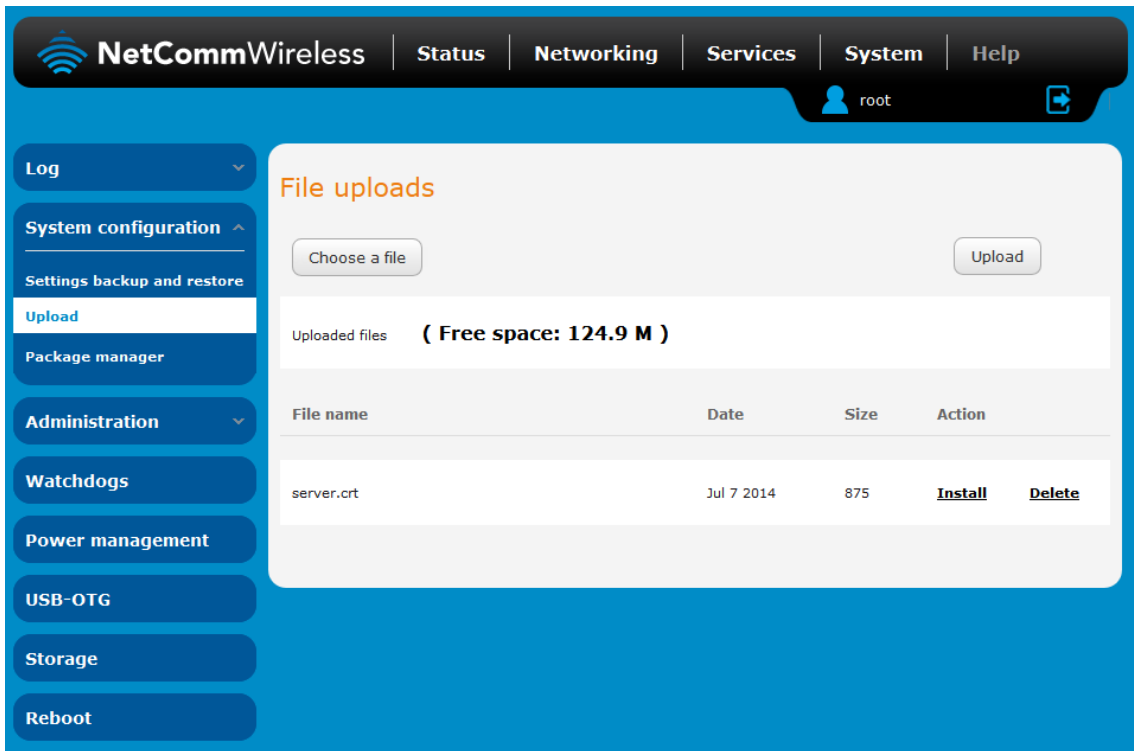 NetCommWireless Status Networking Services System Help
root
Log
System configuration
Settings backup and restore
Upload
Package manager
Administration
Watchdogs
Power management
USB-OTG
Storage
Reboot
File uploads
Choose a file Upload
Uploaded files ( Free space: 124.9 M )
File name Date Size Action
server.crt Jul 7 2014 875 Install Delete